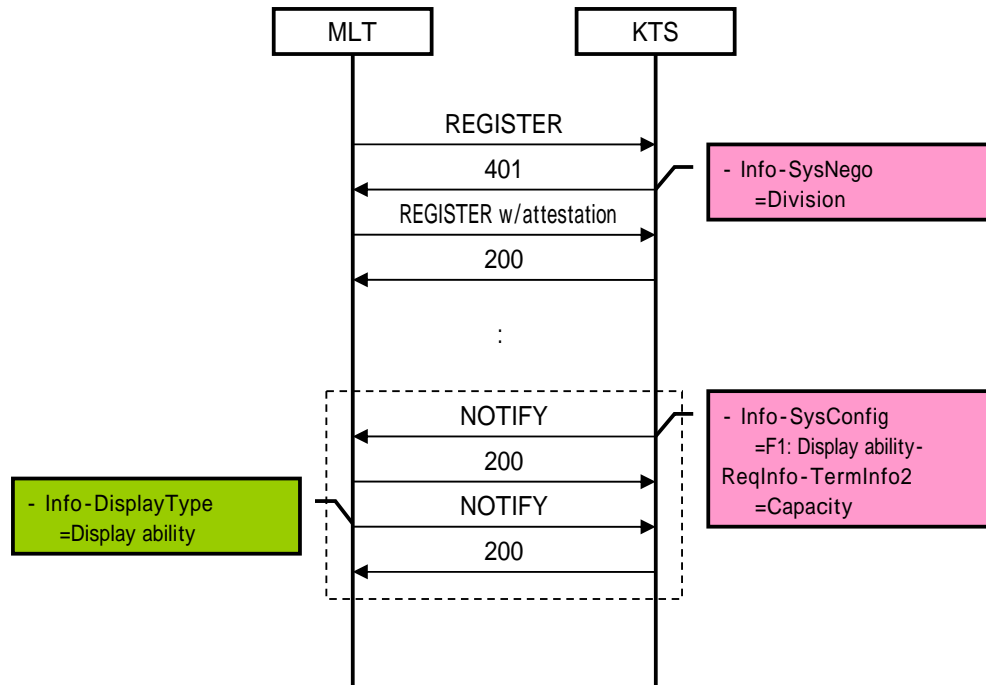 MLT
KTS
REGISTER
401
- Info-SysNego
=Division
REGISTER w/attestation
200
:
NOTIFY
- Info-SysConfig
=F1: Display ability-
ReqInfo-TermInfo2
=Capacity
200
- Info-DisplayType
=Display ability
NOTIFY
200